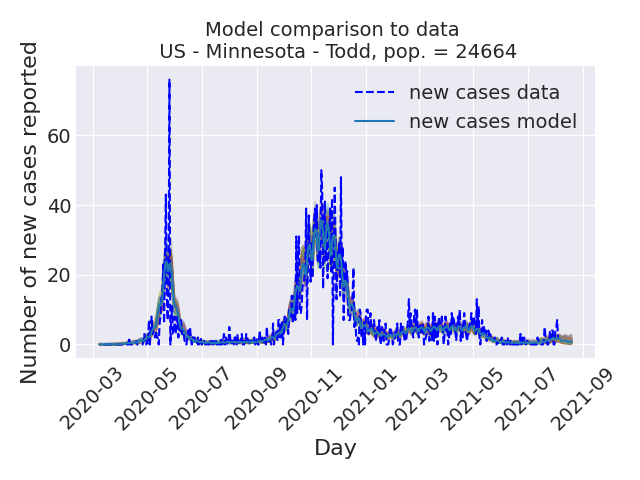 Model comparison to data
US - Minnesota - Todd, pop. = 24664
Number of new cases reported
60
40
20
0
new cases data
new cases model
2020-03
2020-05
2020-07
2020-09
2020-11
2021-01
2021-03
2021-05
2021-07
2021-09
Day